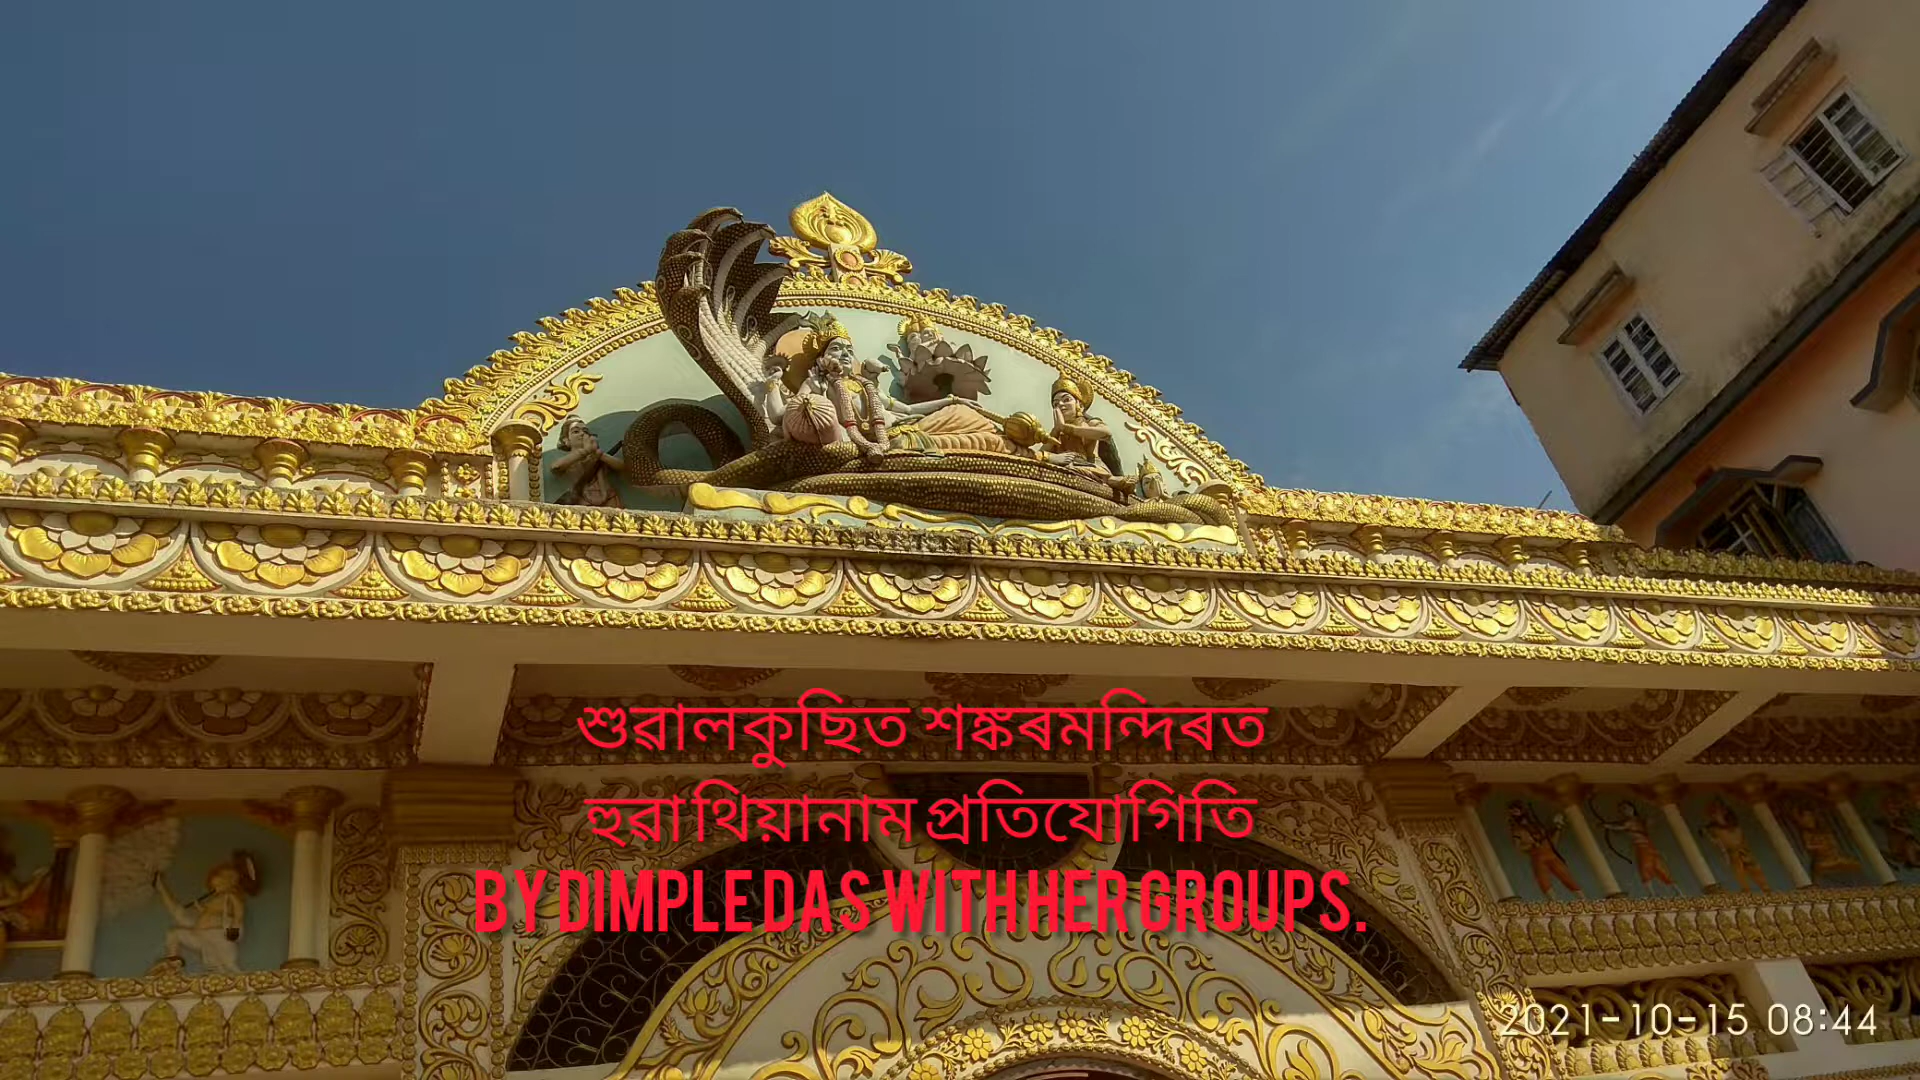 শুৱালকুছিত শঙ্কৰমন্দিৰত
হুৱা থিয়ানাম প্ৰতিযোগিতি
BY DIMPLE DAS WITH HER GROUPS.
2021-10-15 08:44